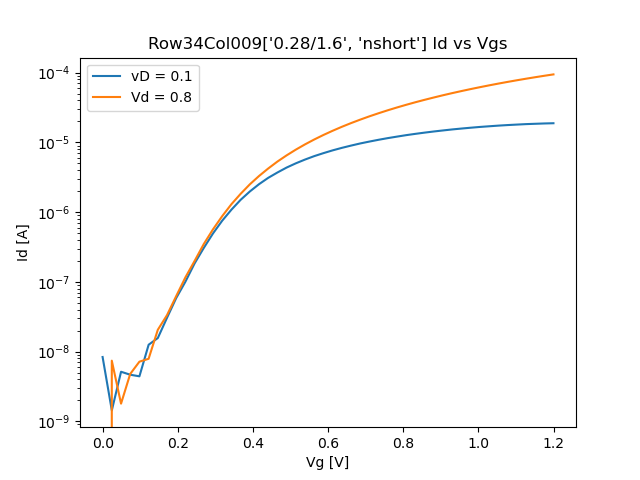 Row34Col009['0.28/1.6', 'nshort'] Id vs Vgs
vD = 0.1
Vd = 0.8
10⁻⁴
10⁻⁵
10⁻⁶
10⁻⁷
10⁻⁸
10⁻⁹
Id [A]
0.0 0.2 0.4 0.6 0.8 1.0 1.2
Vg [V]